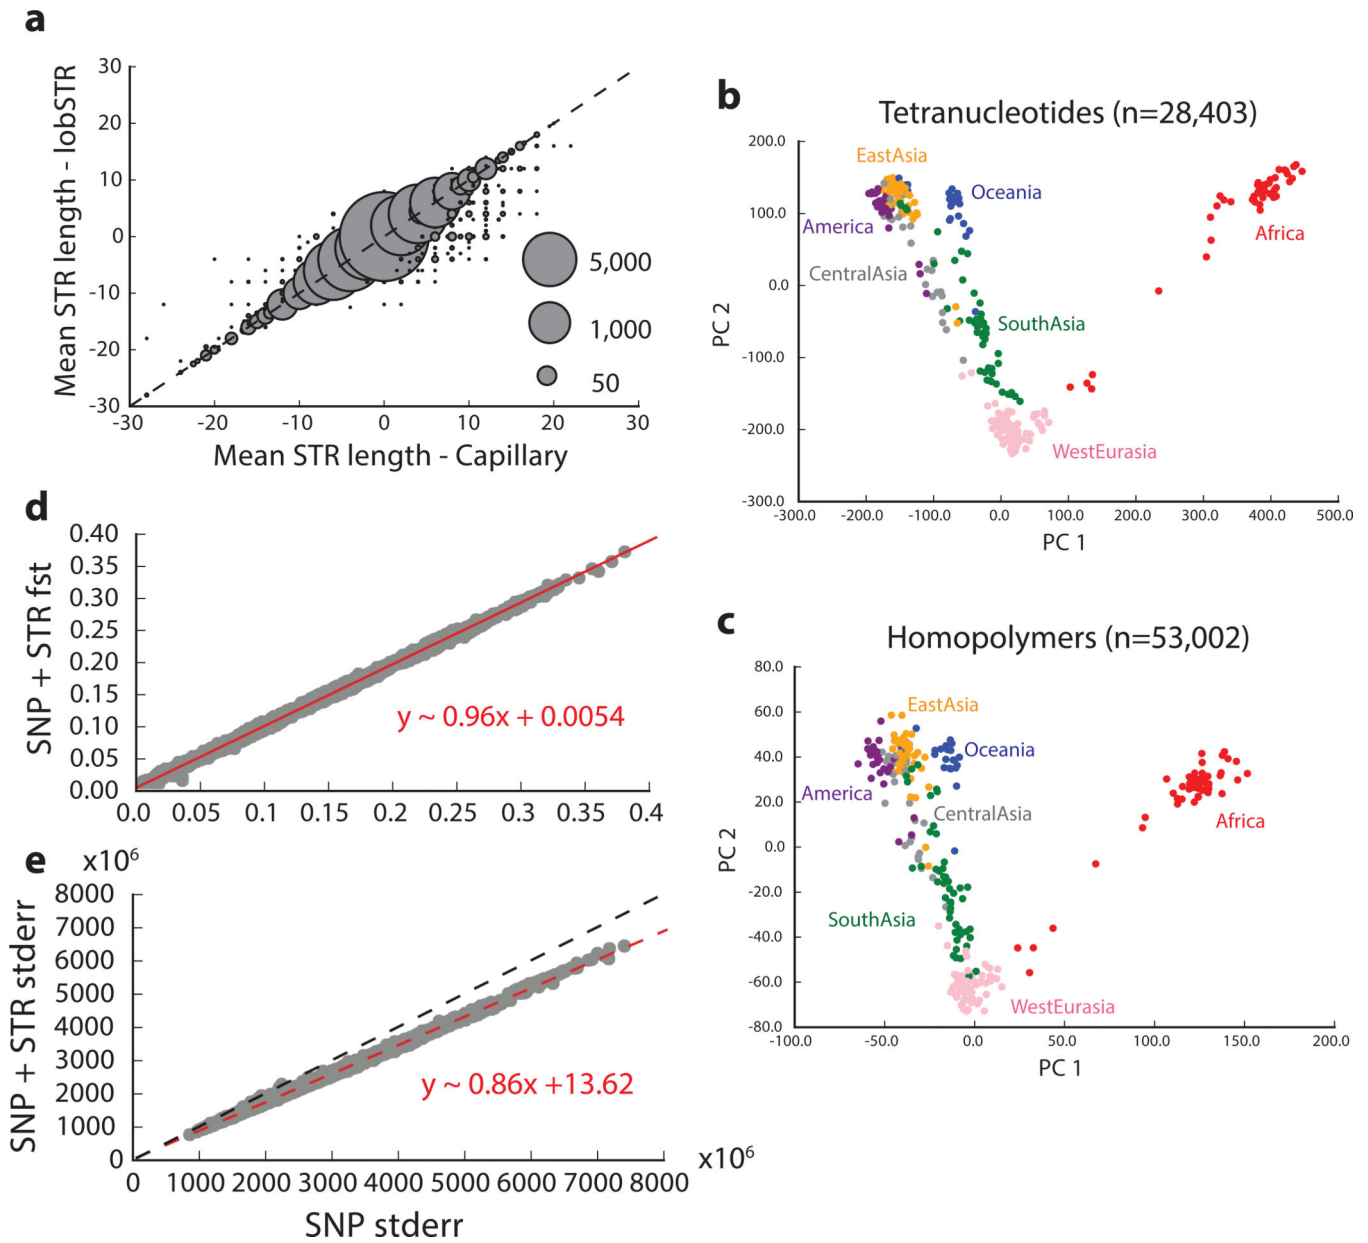 a
Mean STR length - lobSTR
30
20
10
0
-10
-20
-30
-30
-20
-10
0
10
20
30
Mean STR length - Capillary
5,000
1,000
50
b
Tetranucleotides (n=28,403)
PC 2
200.0
100.0
0.0
-100.0
-200.0
-300.0
-300.0
-200.0
-100.0
0.0
100.0
200.0
300.0
400.0
500.0
PC 1
EastAsia
Oceania
America
Africa
CentralAsia
SouthAsia
WestEurasia
c
Homopolymers (n=53,002)
PC 2
80.0
60.0
40.0
20.0
0.0
-20.0
-40.0
-60.0
-80.0
-100.0
-50.0
0.0
50.0
100.0
150.0
200.0
PC 1
EastAsia
Oceania
America
CentralAsia
Africa
SouthAsia
WestEurasia
d
SNP + STR fst
0.40
0.30
0.25
0.20
0.15
0.10
0.05
0.00
0.0
0.05
0.1
0.15
0.2
0.25
0.3
0.35
0.4
y ~ 0.96x + 0.0054
e
x10⁶
SNP + STR stderr
8000
7000
6000
5000
4000
3000
2000
1000
0
0
1000
2000
3000
4000
5000
6000
7000
8000
x10⁶
SNP stderr
y ~ 0.86x +13.62